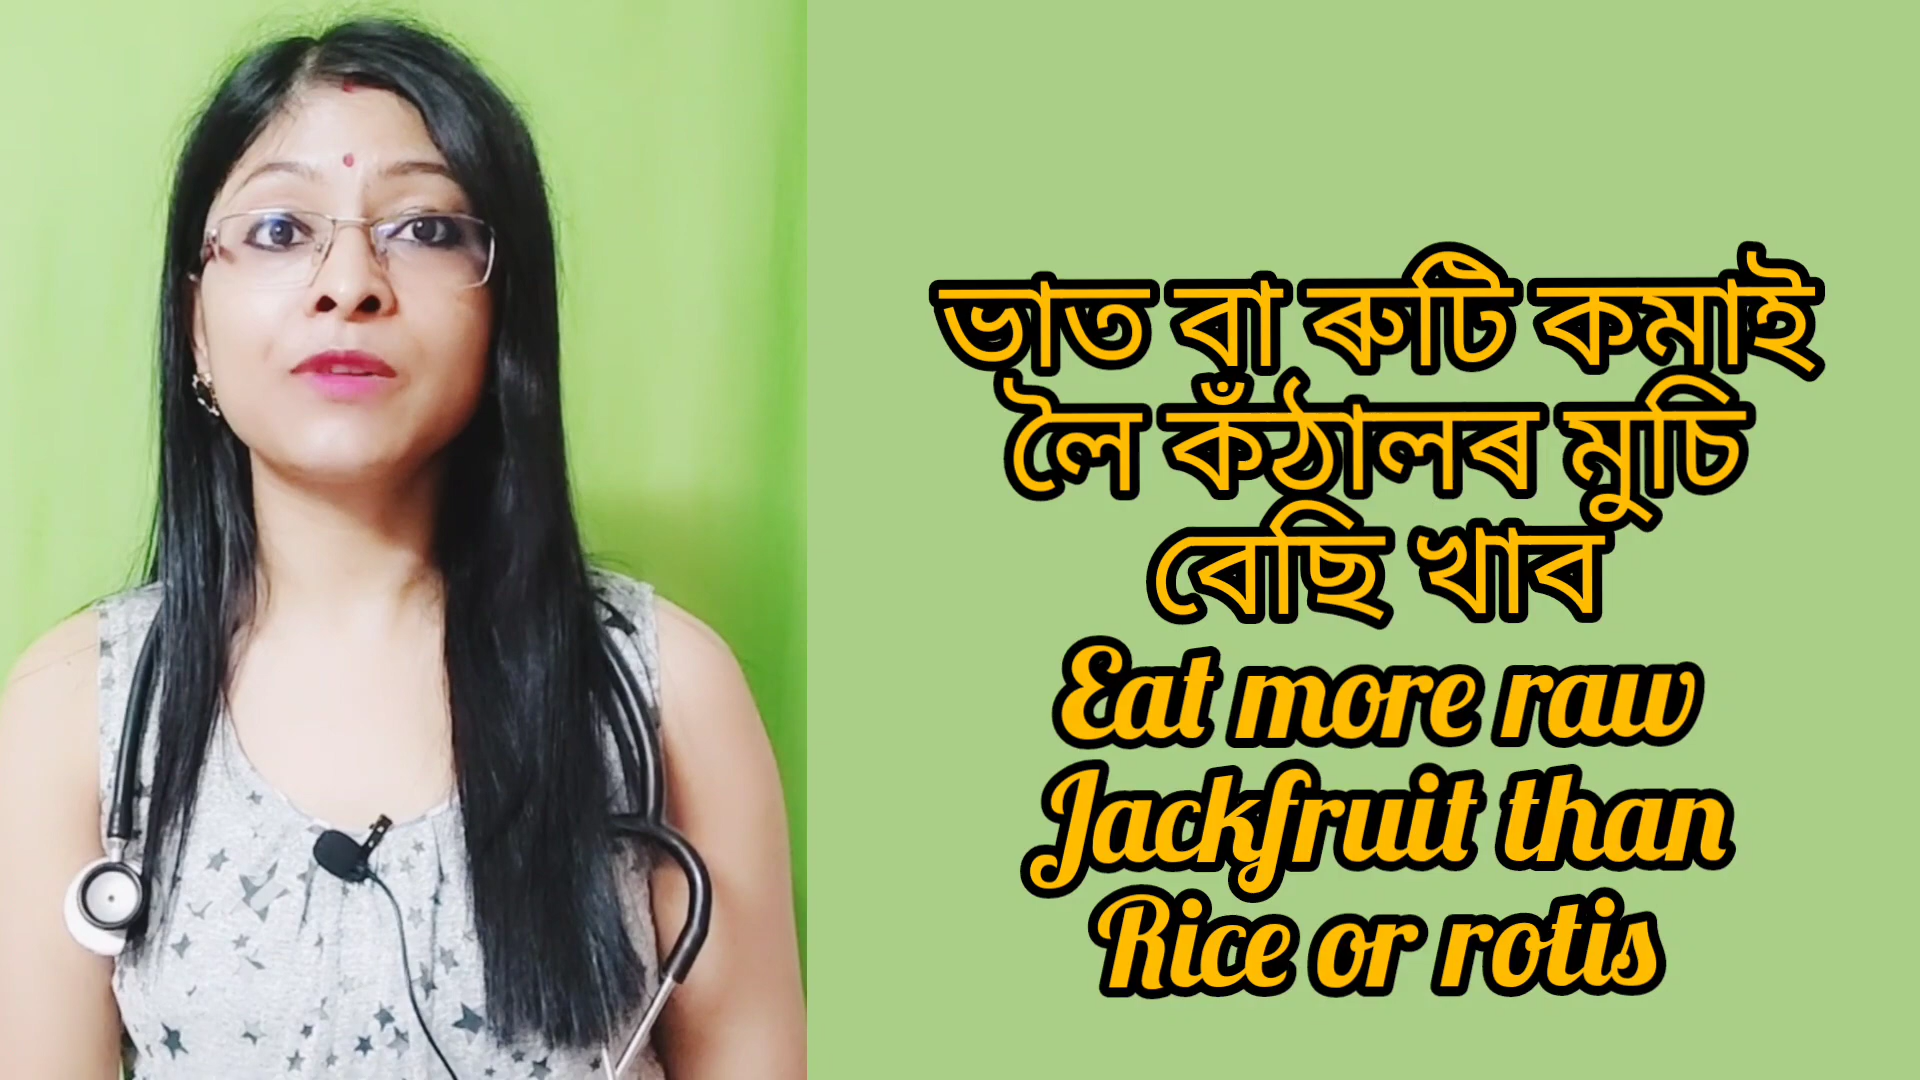 ভাত বা ৰুটি কমাই
লৈ কঁঠালৰ মুচি
বেছি খাব
Eat more raw
Jackfruit than
Rice or rotis